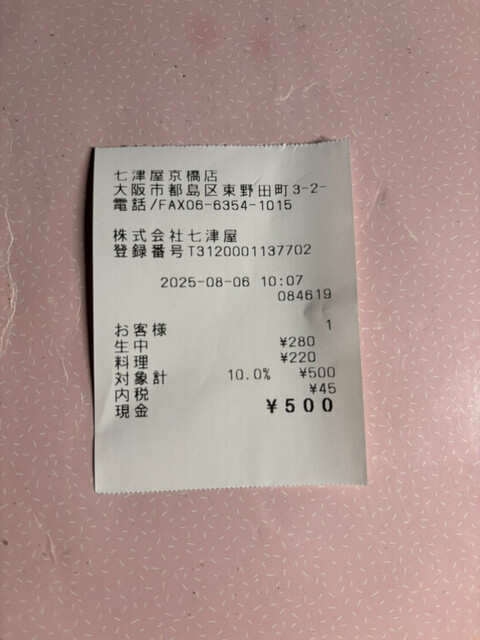 七津屋京橋店
大阪市都島区東野田町3-2-
電話/FAX06-6354-1015
株式会社七津屋
登録番号T3120001137702
2025-08-06 10:07
084619
お客様 1
生中 ¥280
料理 ¥220
対象計 10.0% ¥500
内税 ¥45
現金 ¥500